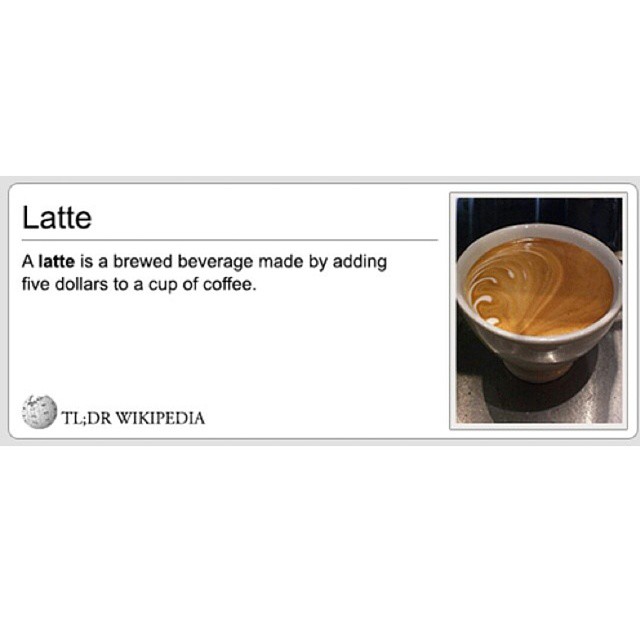 Latte
A latte is a brewed beverage made by adding
five dollars to a cup of coffee.
TL;DR WIKIPEDIA